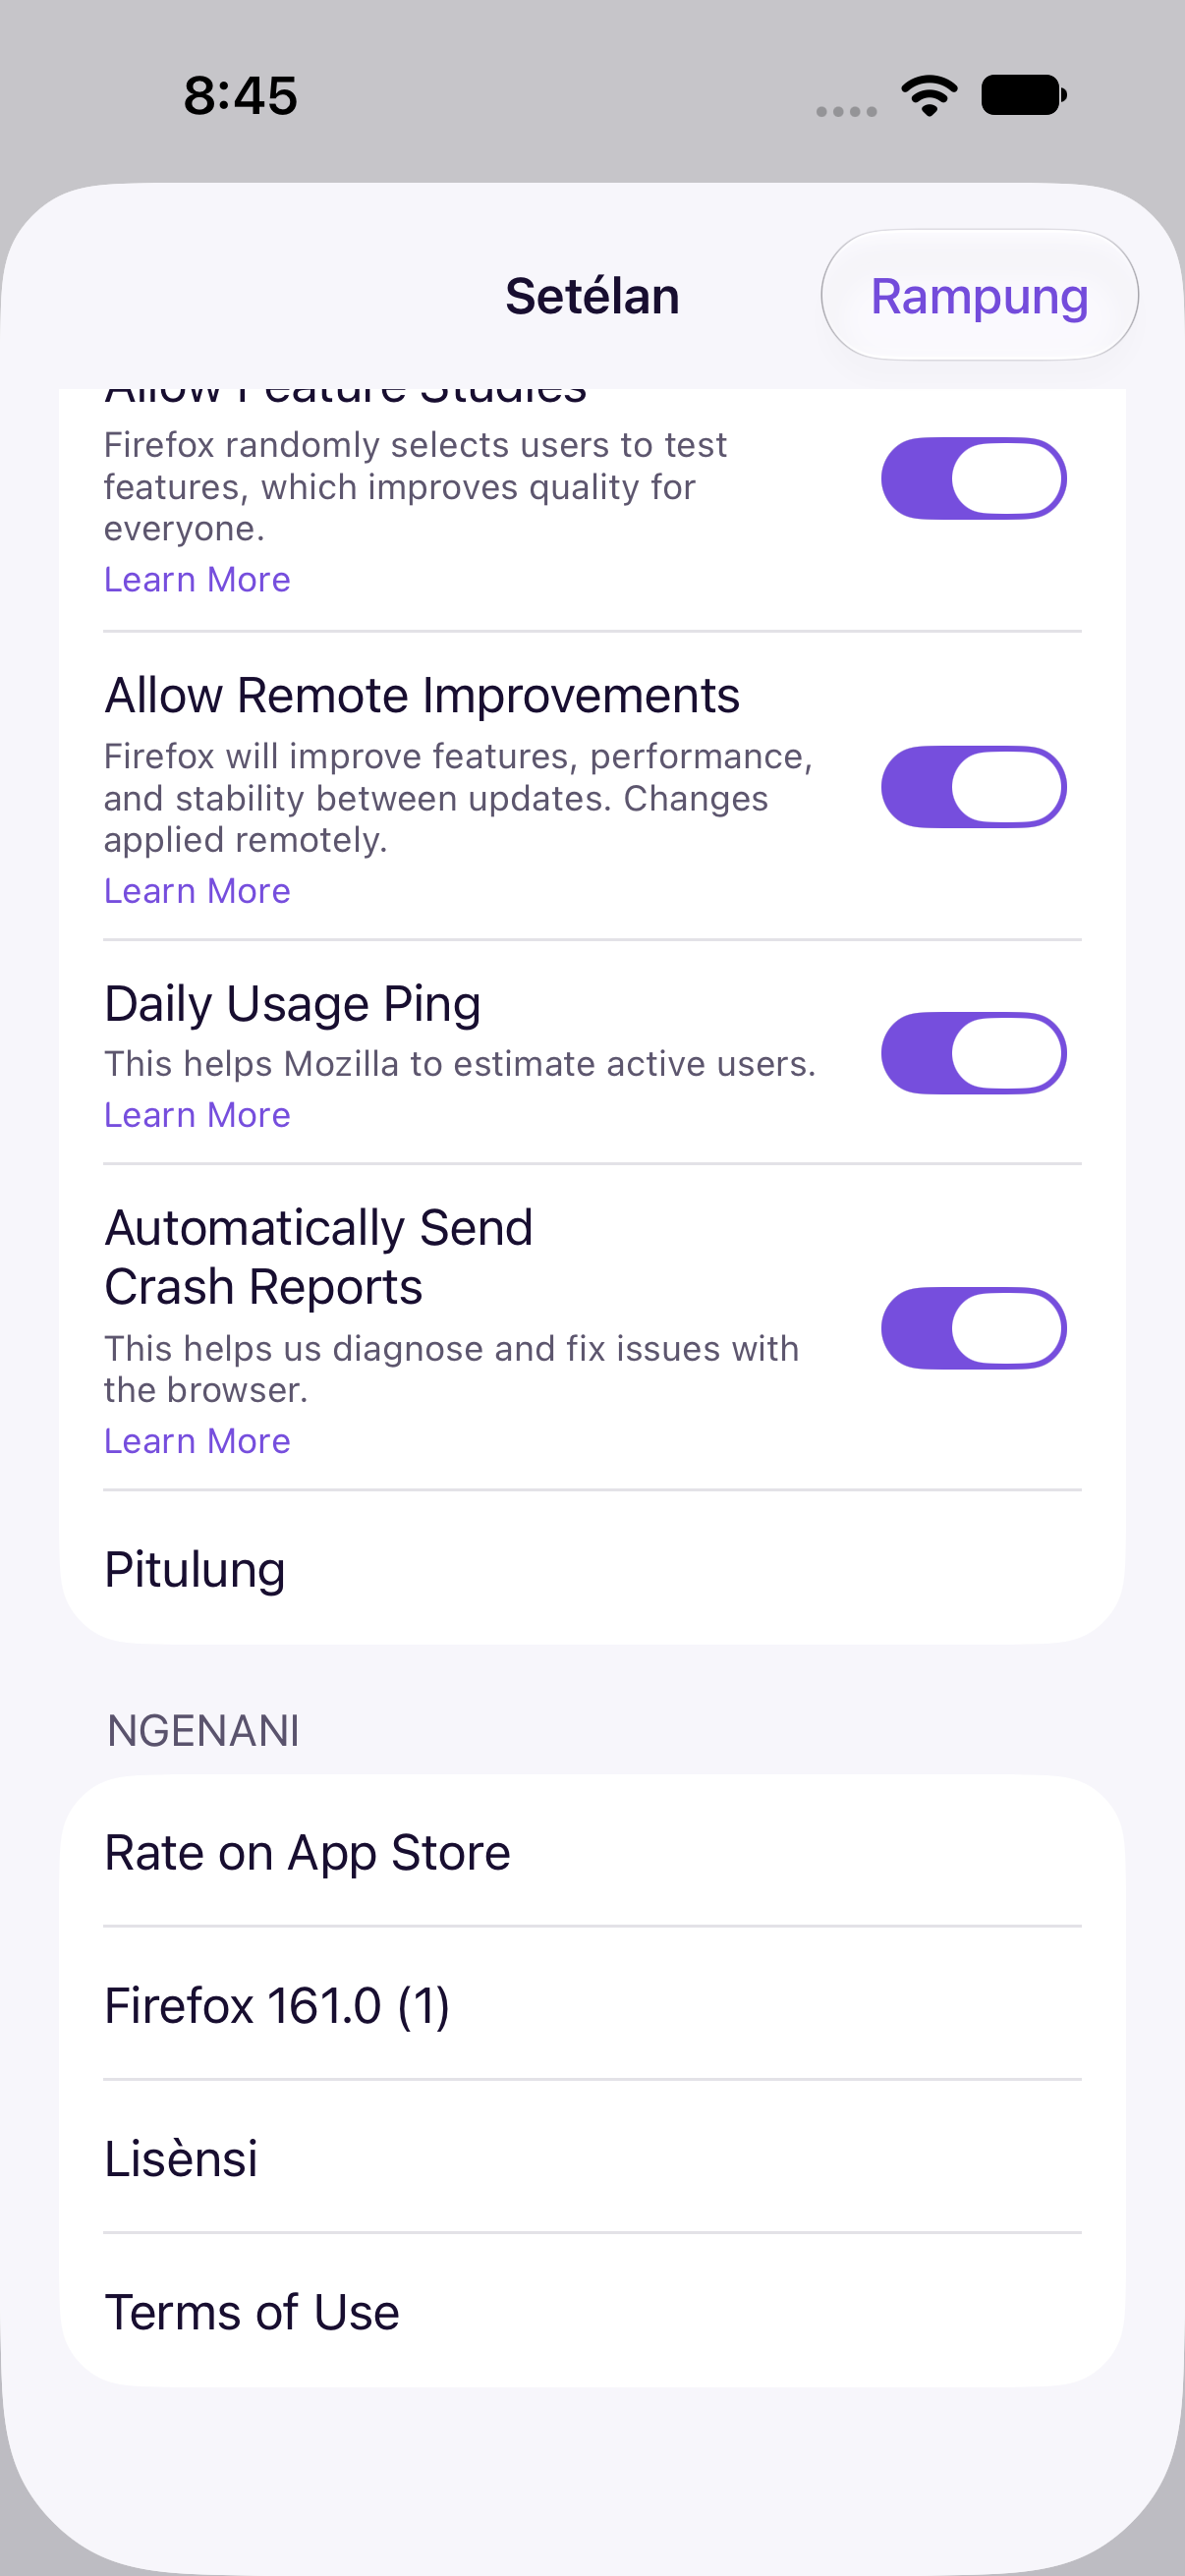 8:45
Setélan
Rampung
Allow Feature Studies
Firefox randomly selects users to test
features, which improves quality for
everyone.
Learn More
Allow Remote Improvements
Firefox will improve features, performance,
and stability between updates. Changes
applied remotely.
Learn More
Daily Usage Ping
This helps Mozilla to estimate active users.
Learn More
Automatically Send
Crash Reports
This helps us diagnose and fix issues with
the browser.
Learn More
Pitulung
NGENANI
Rate on App Store
Firefox 161.0 (1)
Lisènsi
Terms of Use